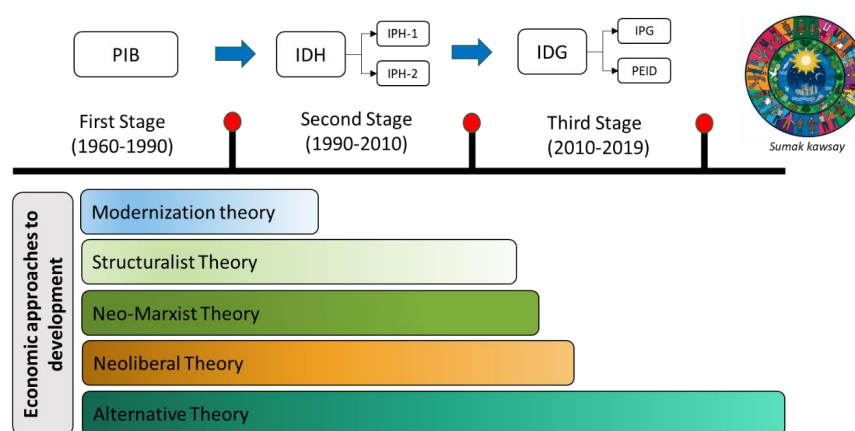 PIB
IDH
IPH-1
IPH-2
IDG
IPG
PEID
First Stage
(1960-1990)
Second Stage
(1990-2010)
Third Stage
(2010-2019)
Sumak kawsay
Economic approaches to
development
Modernization theory
Structuralist Theory
Neo-Marxist Theory
Neoliberal Theory
Alternative Theory